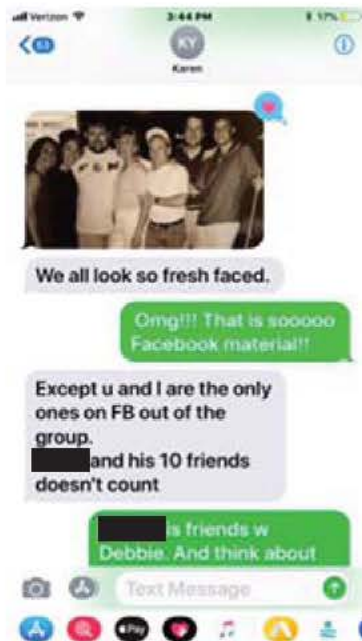 Verizon
3:44 PM
17%
KY
Karen
We all look so fresh faced.
Omg!!! That is sooooo
Facebook material!!
Except u and I are the only
ones on FB out of the
group.
and his 10 friends
doesn't count
is friends w
Debbie. And think about
Text Message
Pay